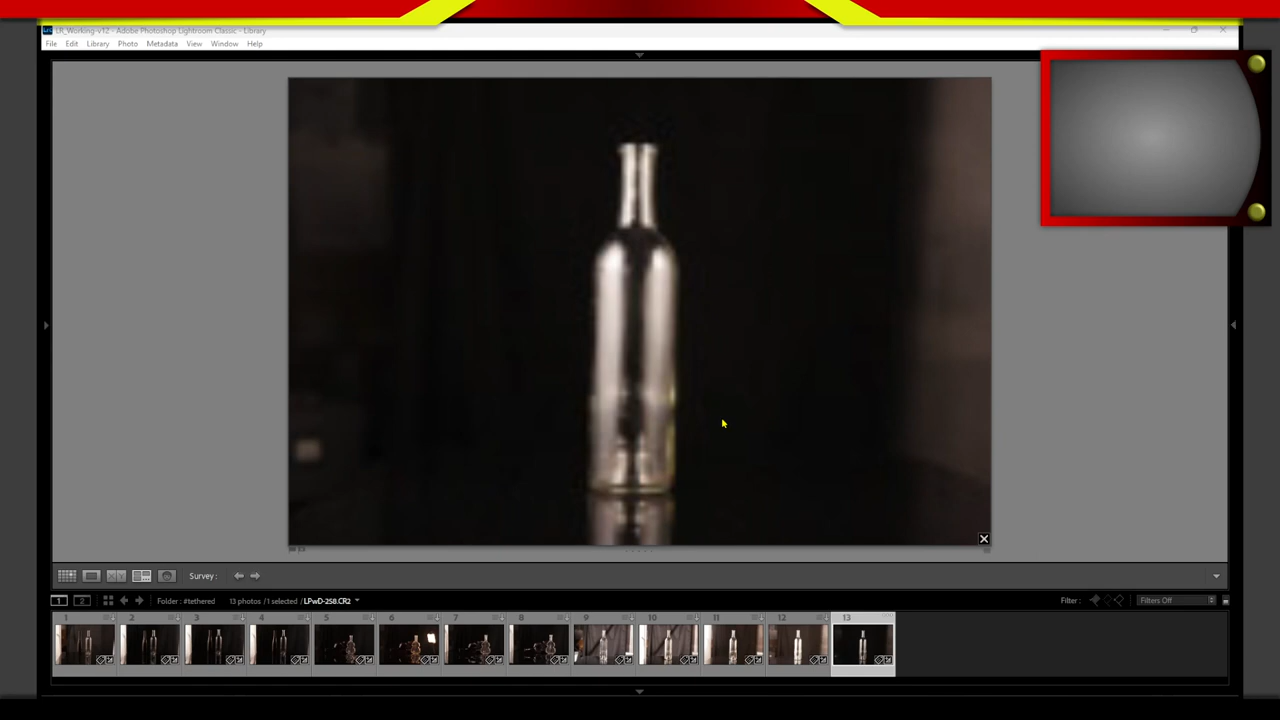 LR_Working-v12 - Adobe Photoshop Lightroom Classic - Library
File Edit Library Photo Metadata View Window Help
Survey :
1 2 Folder : #tethered 13 photos / 1 selected / LPwD-258.CR2 Filter : Filters Off
1 2 3 4 5 6 7 8 9 10 11 12 13